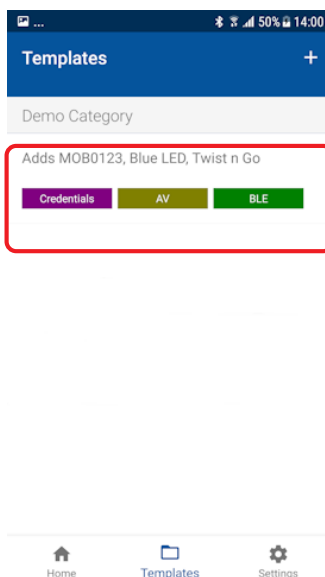 ... 50% 14:00
Templates +
Demo Category
Adds MOB0123, Blue LED, Twist n Go
Credentials AV BLE
Home Templates Settings